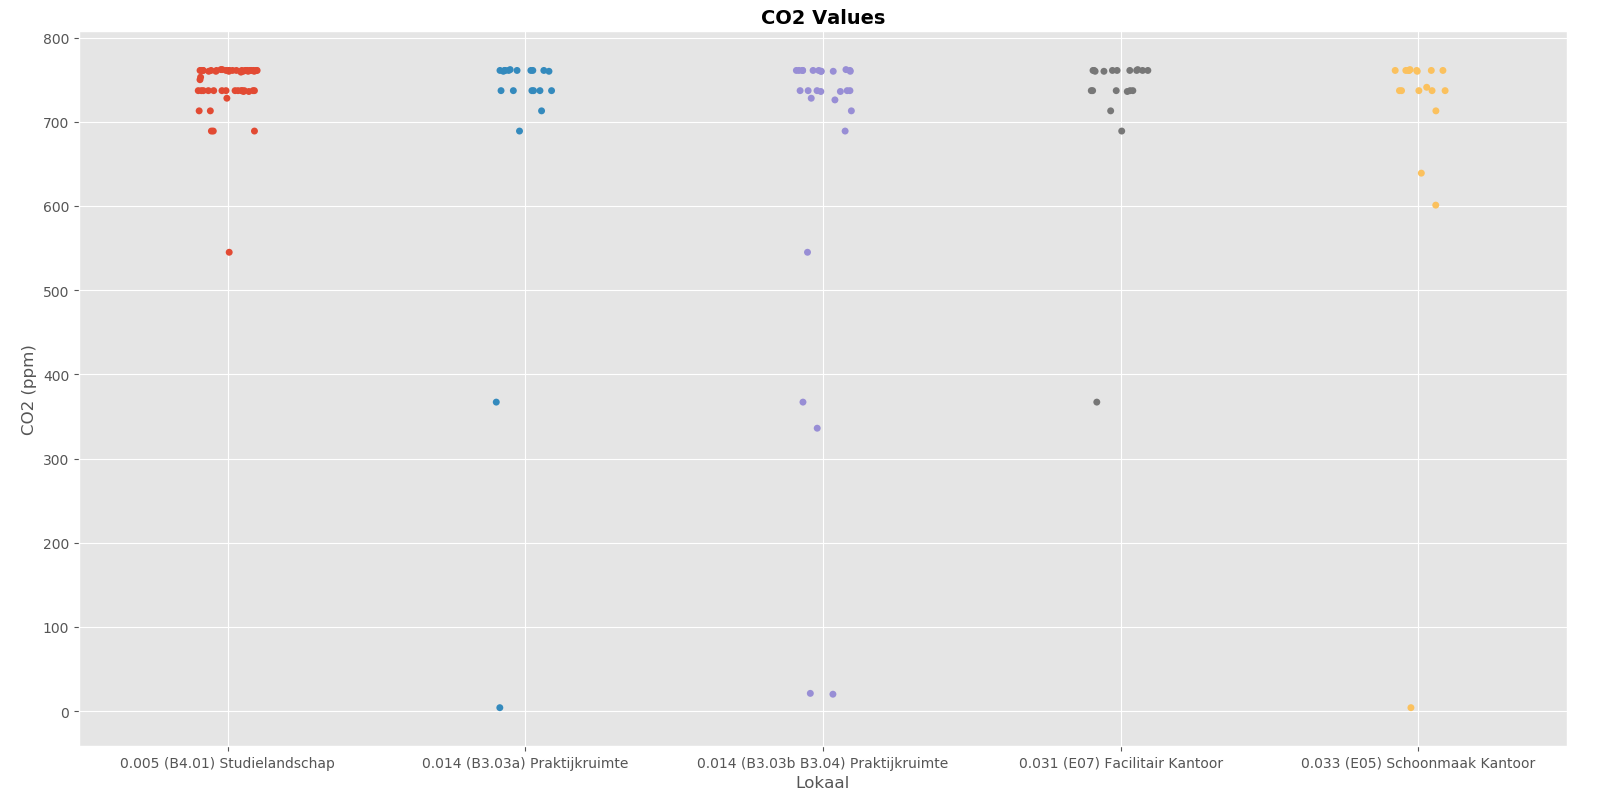 CO2 Values
800
700
600
500
400
300
200
100
0
CO2 (ppm)
0.005 (B4.01) Studielandschap
0.014 (B3.03a) Praktijkruimte
0.014 (B3.03b B3.04) Praktijkruimte
0.031 (E07) Facilitair Kantoor
0.033 (E05) Schoonmaak Kantoor
Lokaal